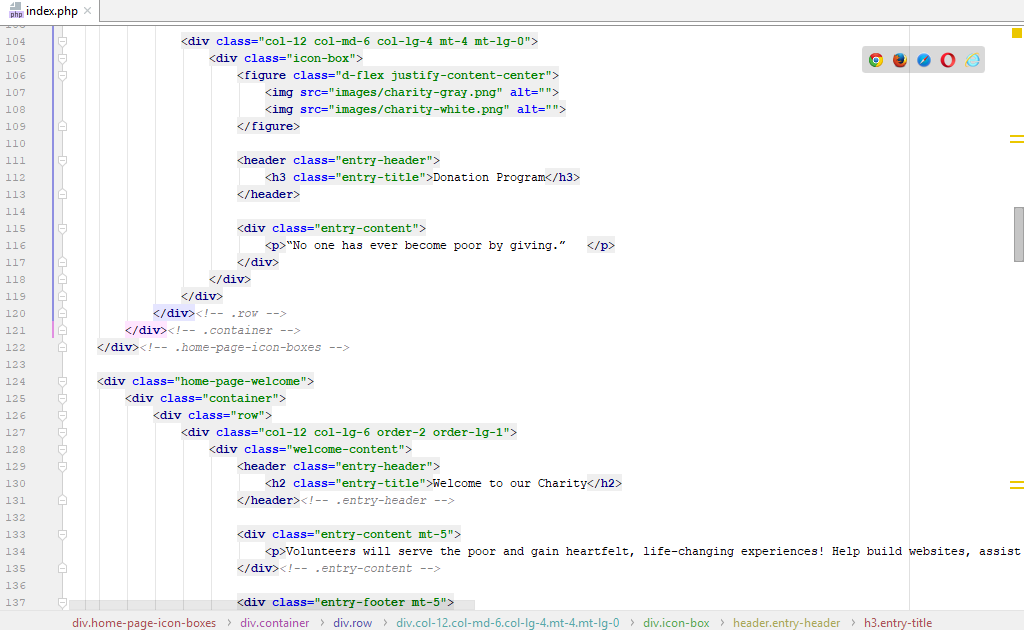 index.php
103
104 <div class="col-12 col-md-6 col-lg-4 mt-4 mt-lg-0">
105 <div class="icon-box">
106 <figure class="d-flex justify-content-center">
107 <img src="images/charity-gray.png" alt="">
108 <img src="images/charity-white.png" alt="">
109 </figure>
110
111 <header class="entry-header">
112 <h3 class="entry-title">Donation Program</h3>
113 </header>
114
115 <div class="entry-content">
116 <p>“No one has ever become poor by giving.” </p>
117 </div>
118 </div>
119 </div>
120 </div><!-- .row -->
121 </div><!-- .container -->
122 </div><!-- .home-page-icon-boxes -->
123
124 <div class="home-page-welcome">
125 <div class="container">
126 <div class="row">
127 <div class="col-12 col-lg-6 order-2 order-lg-1">
128 <div class="welcome-content">
129 <header class="entry-header">
130 <h2 class="entry-title">Welcome to our Charity</h2>
131 </header><!-- .entry-header -->
132
133 <div class="entry-content mt-5">
134 <p>Volunteers will serve the poor and gain heartfelt, life-changing experiences! Help build websites, assist
135 </div><!-- .entry-content -->
136
137 <div class="entry-footer mt-5">
div.home-page-icon-boxes › div.container › div.row › div.col-12.col-md-6.col-lg-4.mt-4.mt-lg-0 › div.icon-box › header.entry-header › h3.entry-title